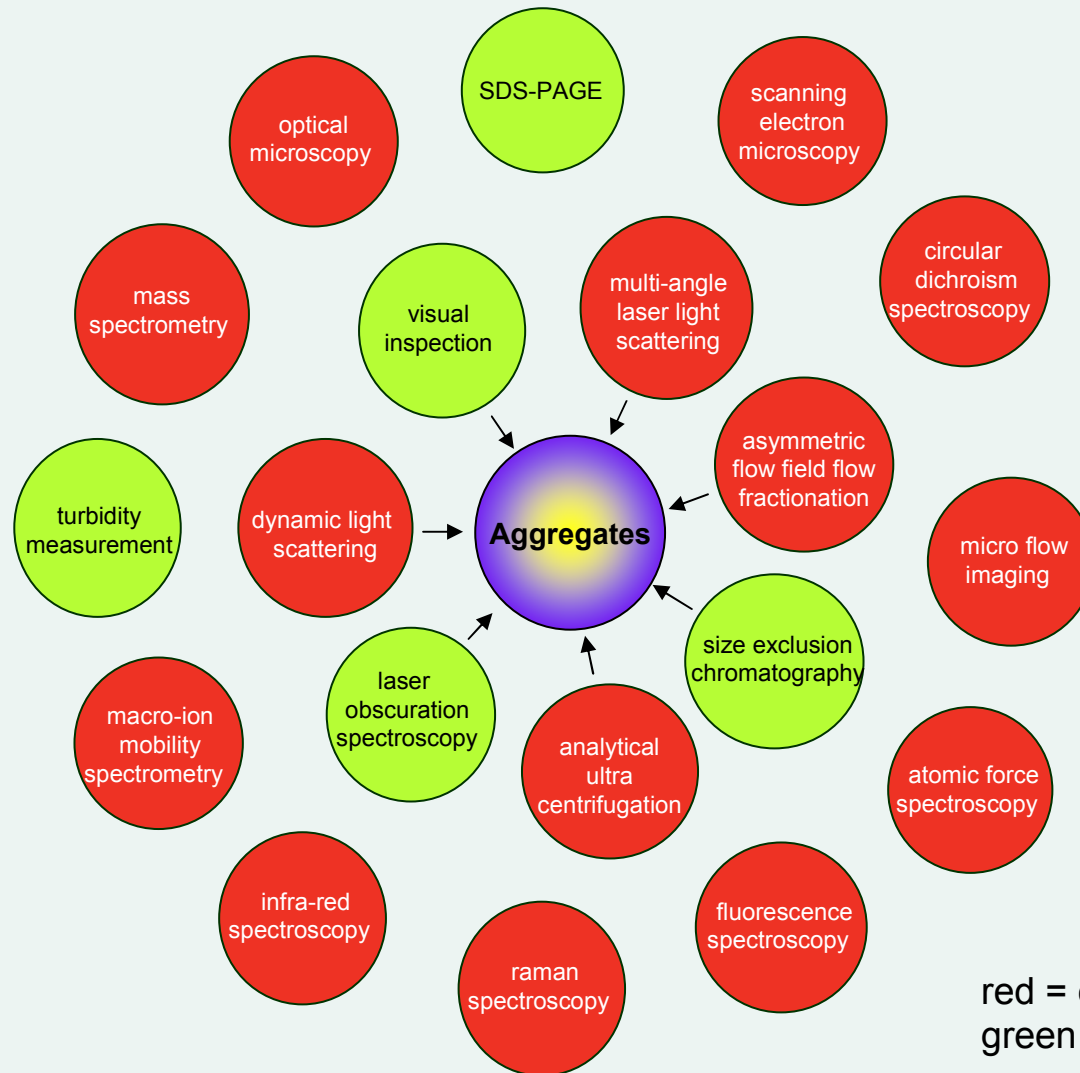 SDS-PAGE
scanning
electron
microscopy
optical
microscopy
circular
dichroism
spectroscopy
mass
spectrometry
visual
inspection
multi-angle
laser light
scattering
asymmetric
flow field flow
fractionation
turbidity
measurement
dynamic light
scattering
Aggregates
micro flow
imaging
size exclusion
chromatography
laser
obscuration
spectroscopy
macro-ion
mobility
spectrometry
analytical
ultra
centrifugation
atomic force
spectroscopy
infra-red
spectroscopy
raman
spectroscopy
fluorescence
spectroscopy
red =
green